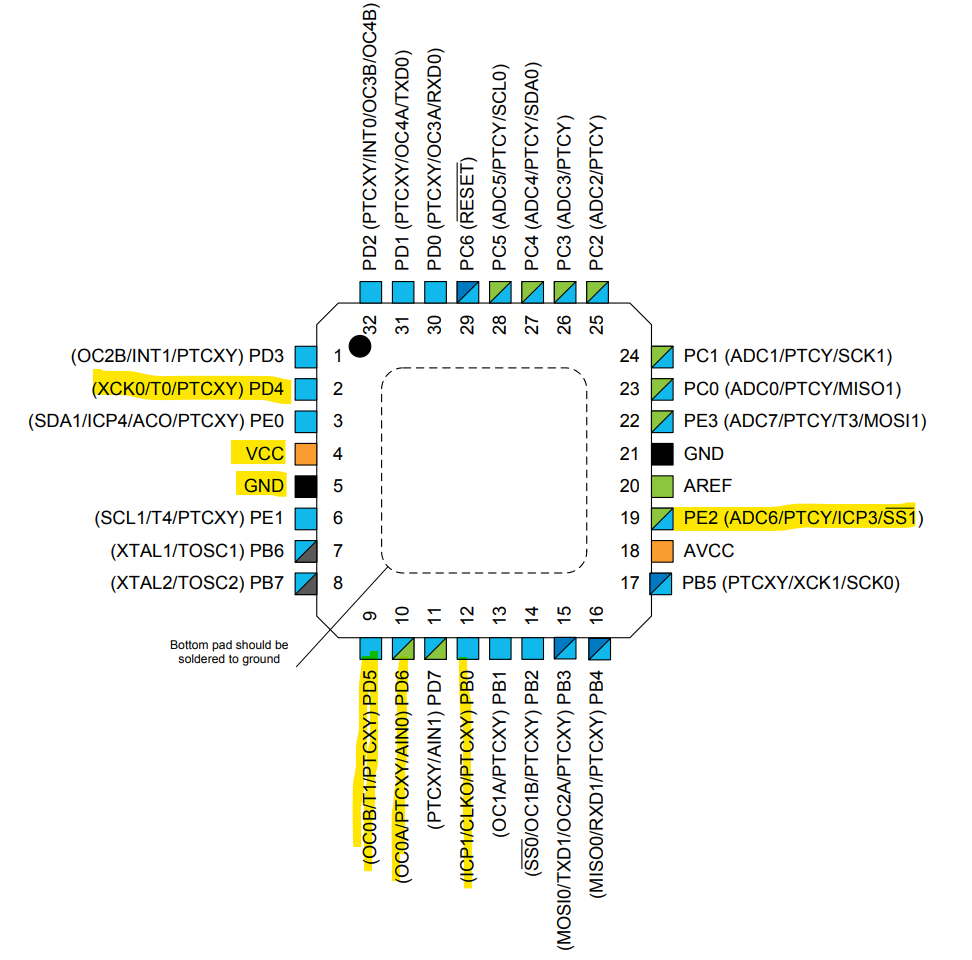 PD2 (PTCXY/INT0/OC3B/OC4B)
PD1 (PTCXY/OC4A/TXD0)
PD0 (PTCXY/OC3A/RXD0)
PC6 (RESET)
PC5 (ADC5/PTCY/SCL0)
PC4 (ADC4/PTCY/SDA0)
PC3 (ADC3/PTCY)
PC2 (ADC2/PTCY)
32
31
30
29
28
27
26
25
(OC2B/INT1/PTCXY) PD3
1
(XCK0/T0/PTCXY) PD4
2
(SDA1/ICP4/ACO/PTCXY) PE0
3
VCC
4
GND
5
(SCL1/T4/PTCXY) PE1
6
(XTAL1/TOSC1) PB6
7
(XTAL2/TOSC2) PB7
8
24
PC1 (ADC1/PTCY/SCK1)
23
PC0 (ADC0/PTCY/MISO1)
22
PE3 (ADC7/PTCY/T3/MOSI1)
21
GND
20
AREF
19
PE2 (ADC6/PTCY/ICP3/SS1)
18
AVCC
17
PB5 (PTCXY/XCK1/SCK0)
9
10
11
12
13
14
15
16
Bottom pad should be
soldered to ground
(OC0B/T1/PTCXY) PD5
(OC0A/PTCXY/AIN0) PD6
(PTCXY/AIN1) PD7
(ICP1/CLKO/PTCXY) PB0
(OC1A/PTCXY) PB1
(SS0/OC1B/PTCXY) PB2
(MOSI0/TXD1/OC2A/PTCXY) PB3
(MISO0/RXD1/PTCXY) PB4